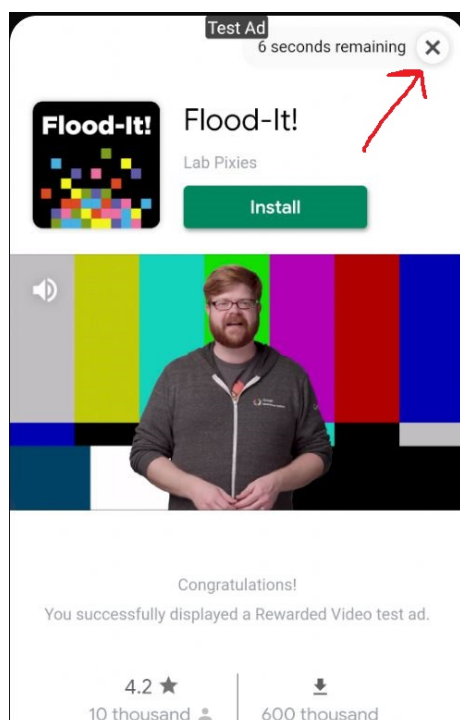 Test Ad
6 seconds remaining
Flood-It!
Flood-It!
Lab Pixies
Install
Congratulations!
You successfully displayed a Rewarded Video test ad.
4.2 ★
10 thousand
600 thousand